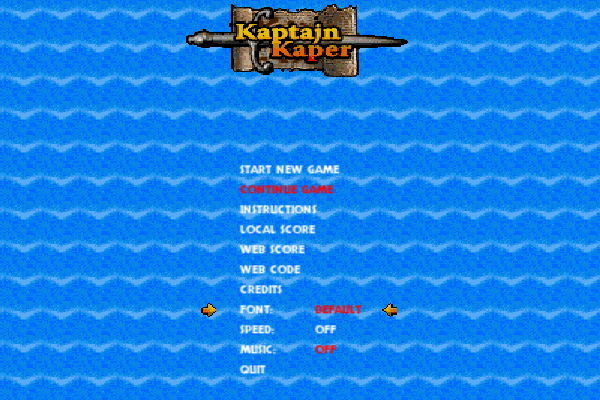 Kaptajn
Kaper
START NEW GAME
CONTINUE GAME
INSTRUCTIONS
LOCAL SCORE
WEB SCORE
WEB CODE
CREDITS
FONT: DEFAULT
SPEED: OFF
MUSIC: OFF
QUIT